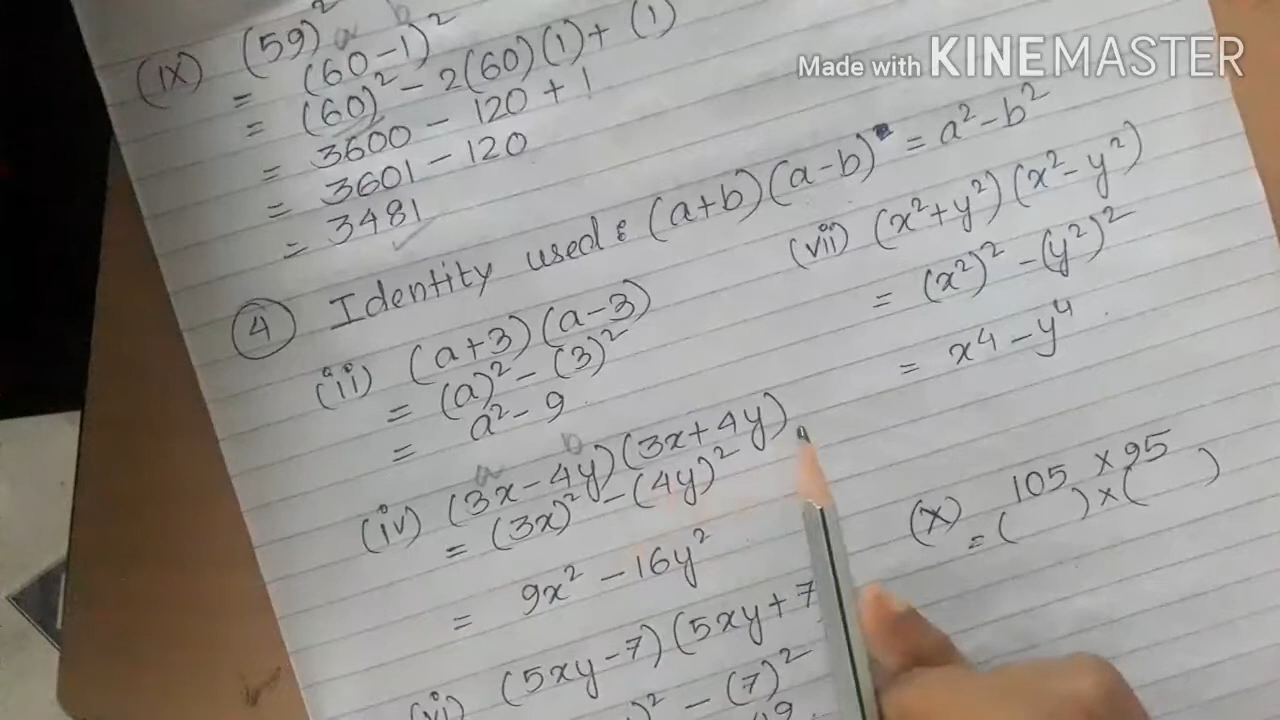 Made with KINEMASTER
(ix) (59)²
= (60-1)²
= (60)² - 2(60)(1) + (1)
= 3600 - 120 + 1
= 3601 - 120
= 3481
④ Identity used : (a+b)(a-b) = a² - b²
(ii) (a+3)(a-3)
= (a)² - (3)²
= a² - 9
a b
(iv) (3x-4y)(3x+4y)
= (3x)² - (4y)²
= 9x² - 16y²
(vi) (5xy-7)(5xy+7
)² - (7)²
49
(vii) (x²+y²)(x²-y²)
= (x²)² - (y²)²
= x⁴ - y⁴
(x) 105 × 95
= ( ) × ( )